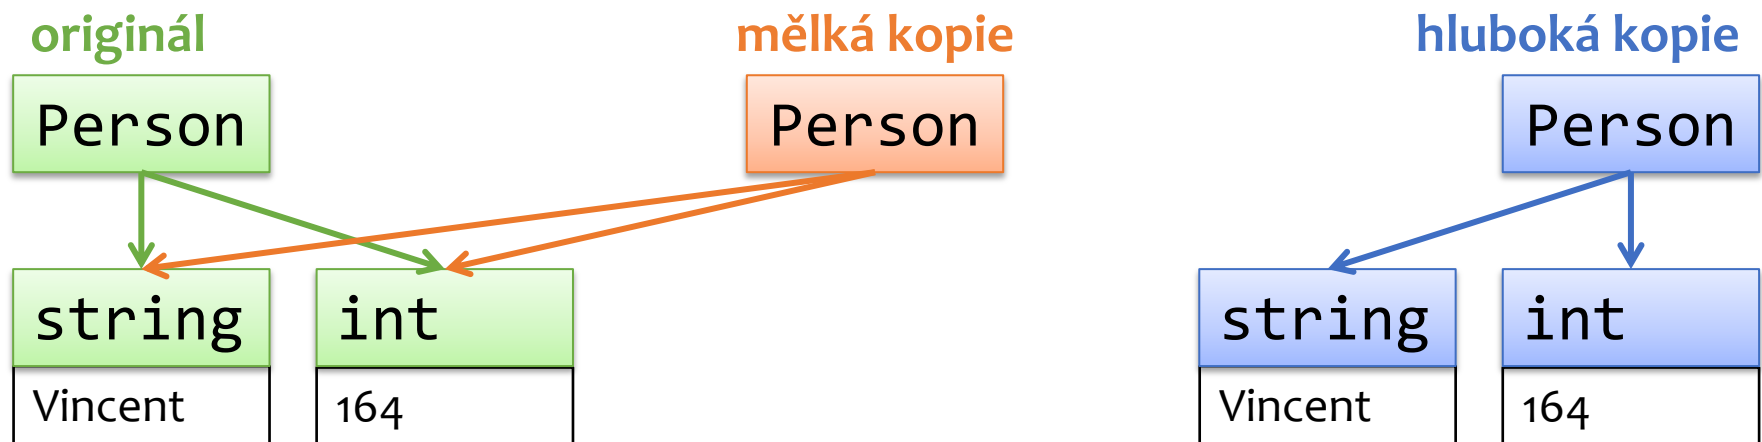 originál
mělká kopie
hluboká kopie
Person
Person
Person
string
int
string
int
Vincent
164
Vincent
164